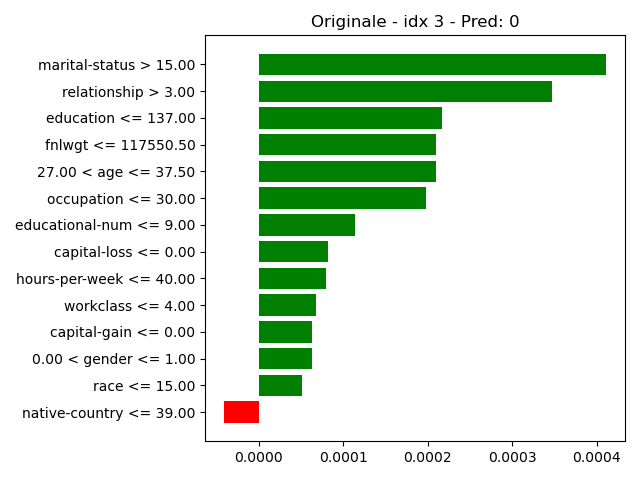 Originale - idx 3 - Pred: 0
marital-status > 15.00
relationship > 3.00
education <= 137.00
fnlwgt <= 117550.50
27.00 < age <= 37.50
occupation <= 30.00
educational-num <= 9.00
capital-loss <= 0.00
hours-per-week <= 40.00
workclass <= 4.00
capital-gain <= 0.00
0.00 < gender <= 1.00
race <= 15.00
native-country <= 39.00
0.0000 0.0001 0.0002 0.0003 0.0004